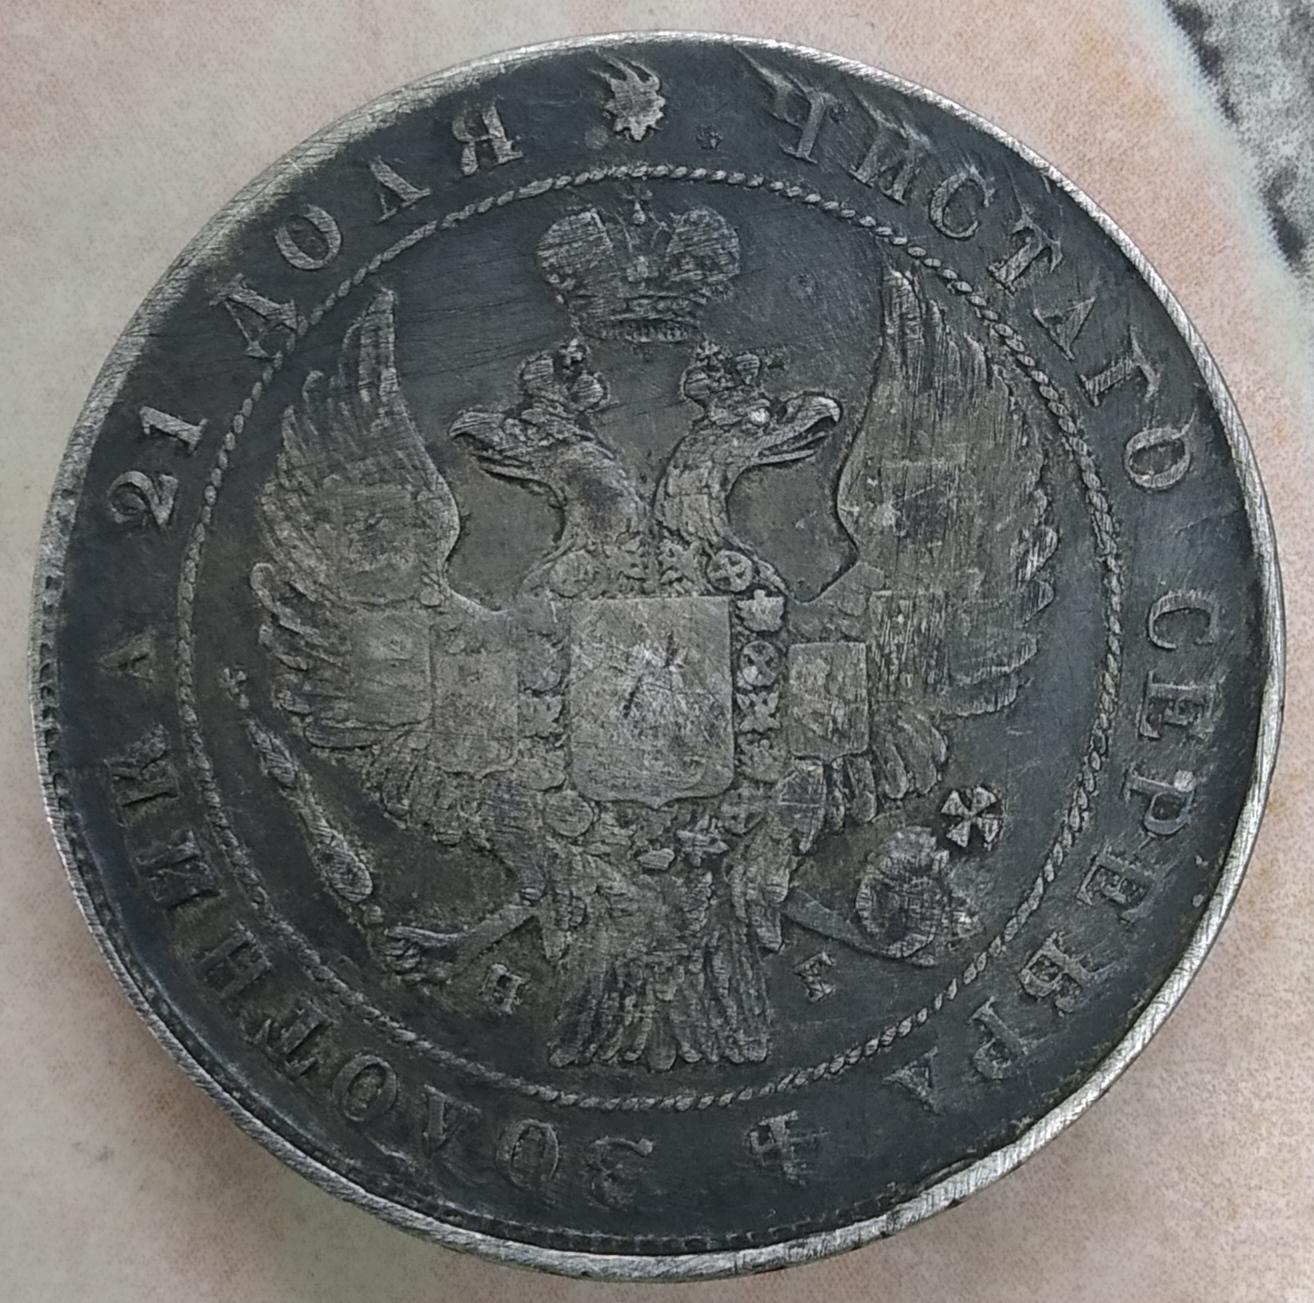 ЧИСТАГО СЕРЕБРА 4 ЗОЛОТНИКА 21 ДОЛЯ
Н Г